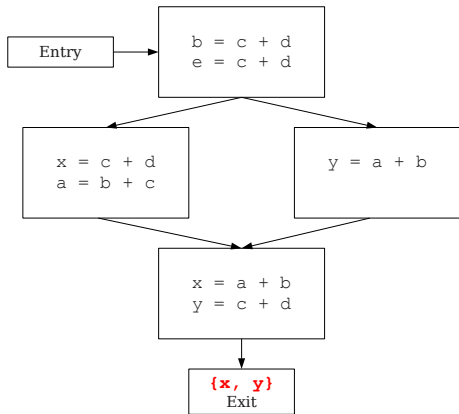 Entry
b = c + d
e = c + d
x = c + d
a = b + c
y = a + b
x = a + b
y = c + d
{x, y}
Exit